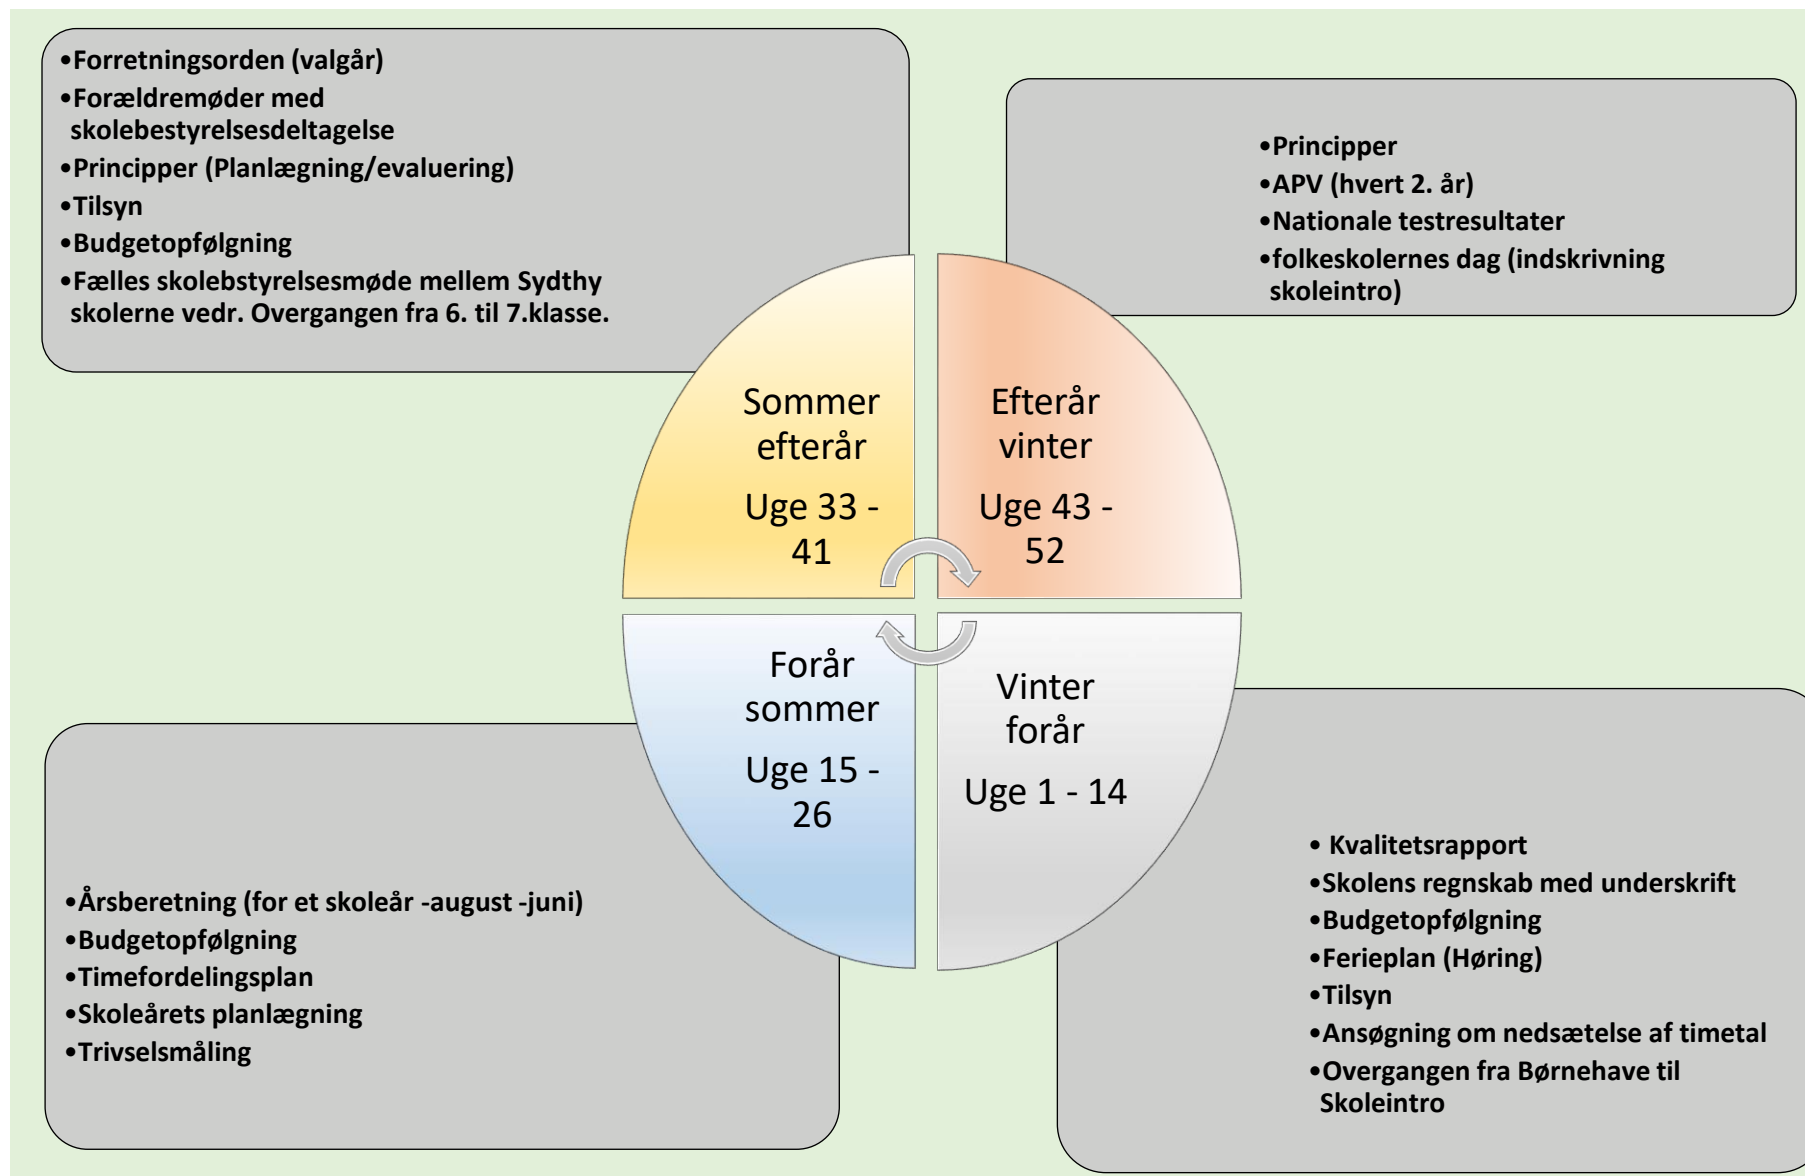 •Forretningsorden (valgår)
•Forældremøder med
skolebestyrelsesdeltagelse
•Principper (Planlægning/evaluering)
•Tilsyn
•Budgetopfølgning
•Fælles skolebstyrelsesmøde mellem Sydthy
skolerne vedr. Overgangen fra 6. til 7.klasse.
•Principper
•APV (hvert 2. år)
•Nationale testresultater
•folkeskolernes dag (indskrivning
skoleintro)
Sommer
efterår
Uge 33 -
41
Efterår
vinter
Uge 43 -
52
Forår
sommer
Uge 15 -
26
Vinter
forår
Uge 1 - 14
•Årsberetning (for et skoleår -august -juni)
•Budgetopfølgning
•Timefordelingsplan
•Skoleårets planlægning
•Trivselsmåling
• Kvalitetsrapport
•Skolens regnskab med underskrift
•Budgetopfølgning
•Ferieplan (Høring)
•Tilsyn
•Ansøgning om nedsætelse af timetal
•Overgangen fra Børnehave til
Skoleintro